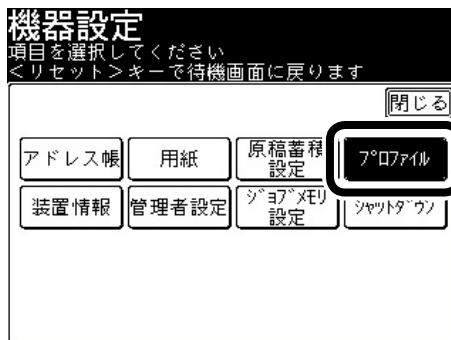 機器設定
項目を選択してください
<リセット>キーで待機画面に戻ります
閉じる
アドレス帳 用紙 原稿蓄積設定 プロファイル
装置情報 管理者設定 ジョブメモリ設定 シャットダウン